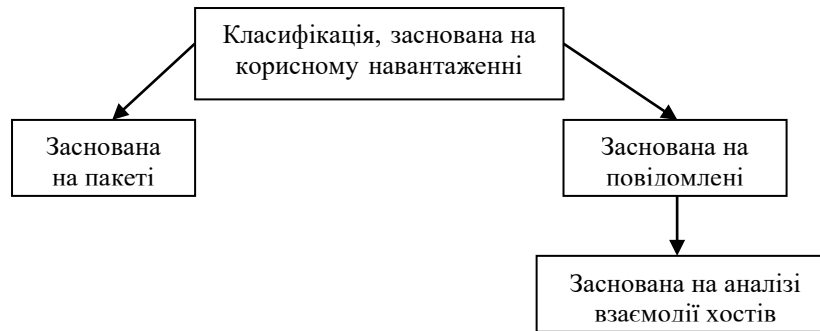 Класифікація, заснована на
корисному навантаженні
Заснована
на пакеті
Заснована на
повідомлені
Заснована на аналізі
взаємодії хостів